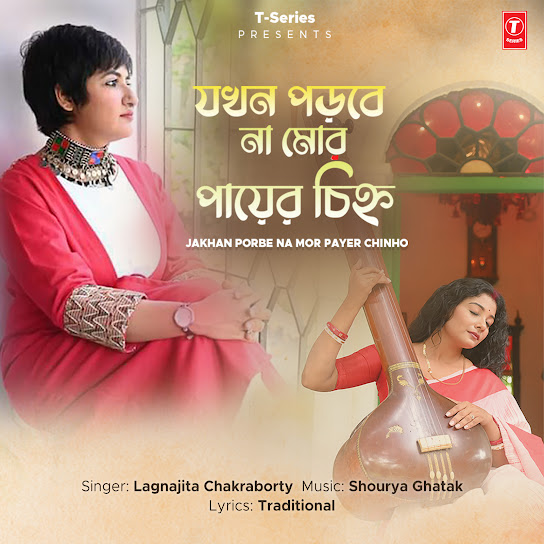 T-Series
PRESENTS
T
SERIES
যখন পড়বে
না মোর
পায়ের চিহ্ন
JAKHAN PORBE NA MOR PAYER CHINHO
Singer: Lagnajita Chakraborty Music: Shourya Ghatak
Lyrics: Traditional